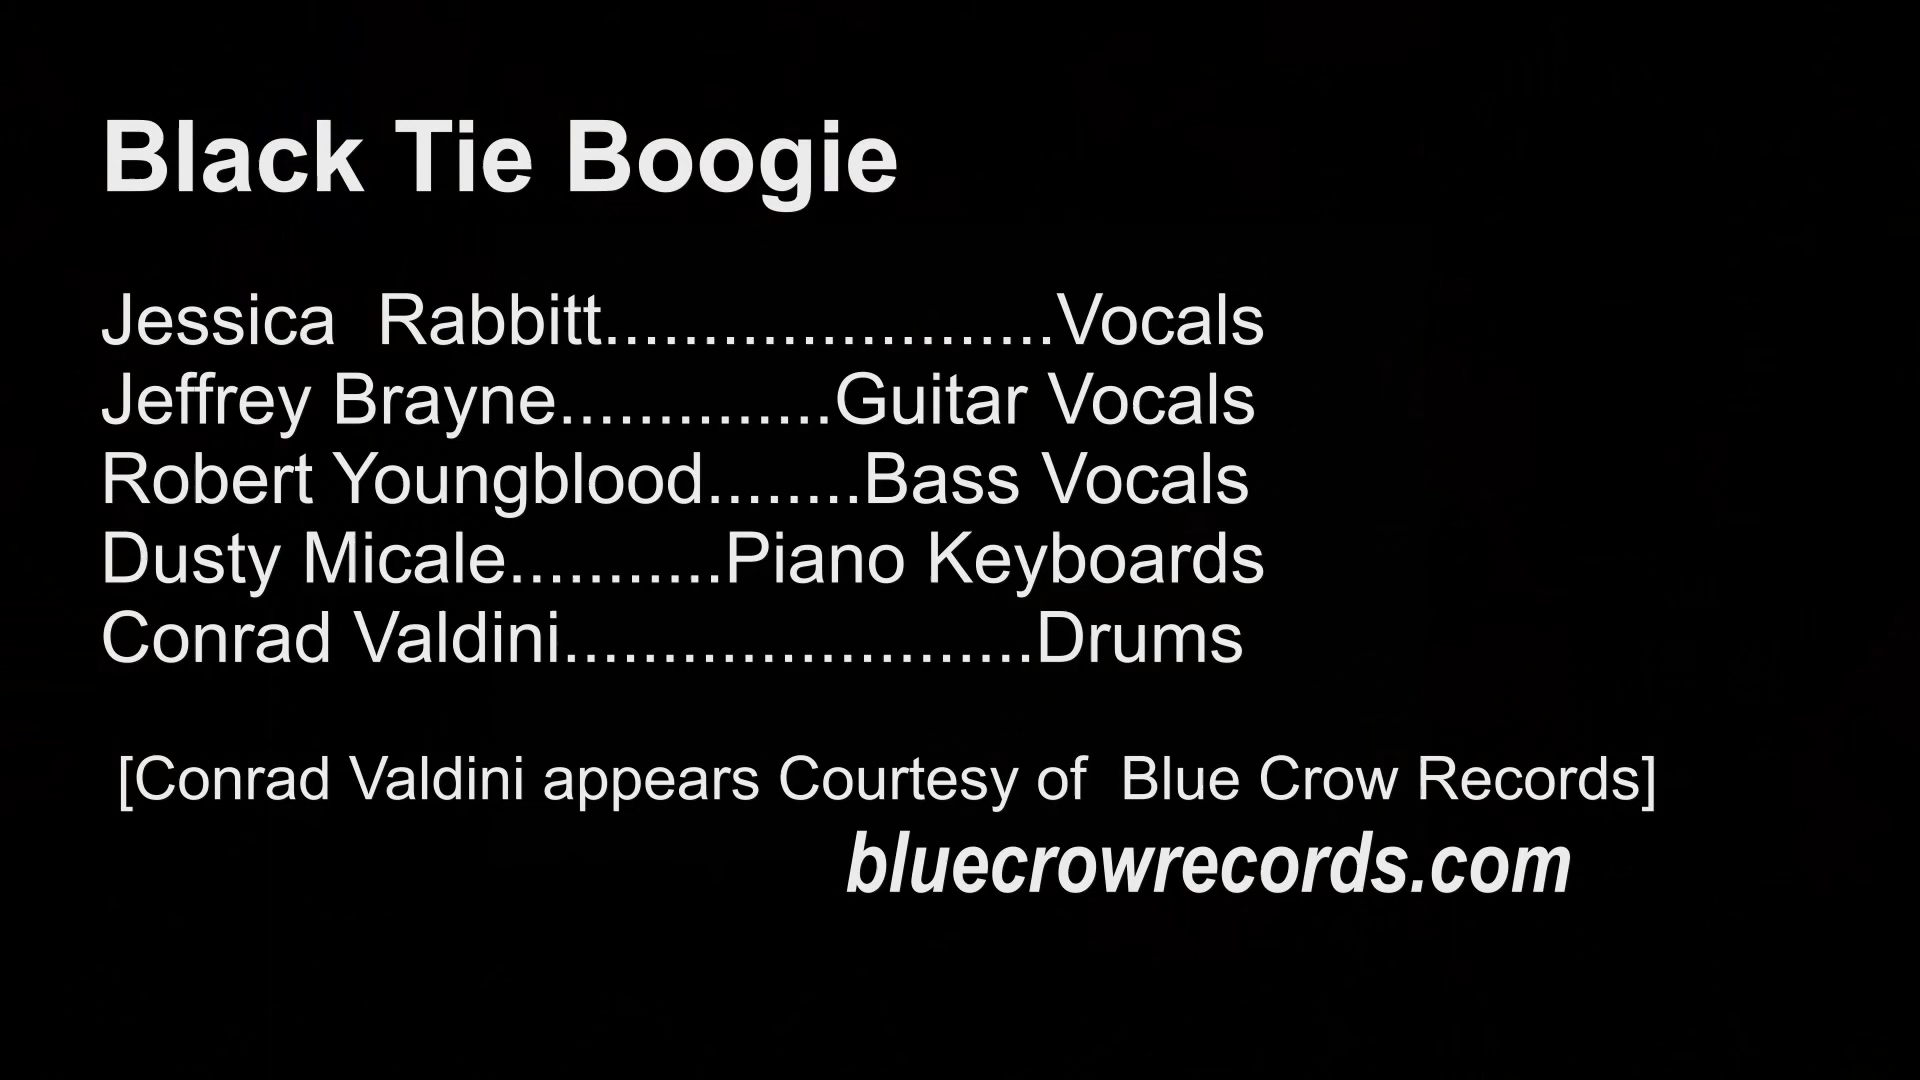 Black Tie Boogie
Jessica  Rabbitt.......................Vocals
Jeffrey Brayne..............Guitar Vocals
Robert Youngblood........Bass Vocals
Dusty Micale...........Piano Keyboards
Conrad Valdini........................Drums
[Conrad Valdini appears Courtesy of  Blue Crow Records]
bluecrowrecords.com